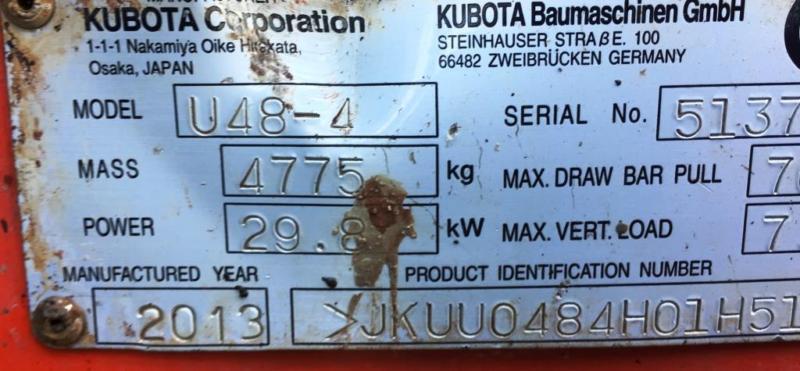 KUBOTA Corporation
1-1-1 Nakamiya Oike Hirakata,
Osaka, JAPAN
KUBOTA Baumaschinen GmbH
STEINHAUSER STRAßE. 100
66482 ZWEIBRÜCKEN GERMANY
MODEL U48-4
SERIAL No. 5137
MASS 4775 kg
MAX. DRAW BAR PULL 7
POWER 29.8 kW
MAX. VERT. LOAD 7
MANUFACTURED YEAR
PRODUCT IDENTIFICATION NUMBER
2013
>JKUU0484H01H51